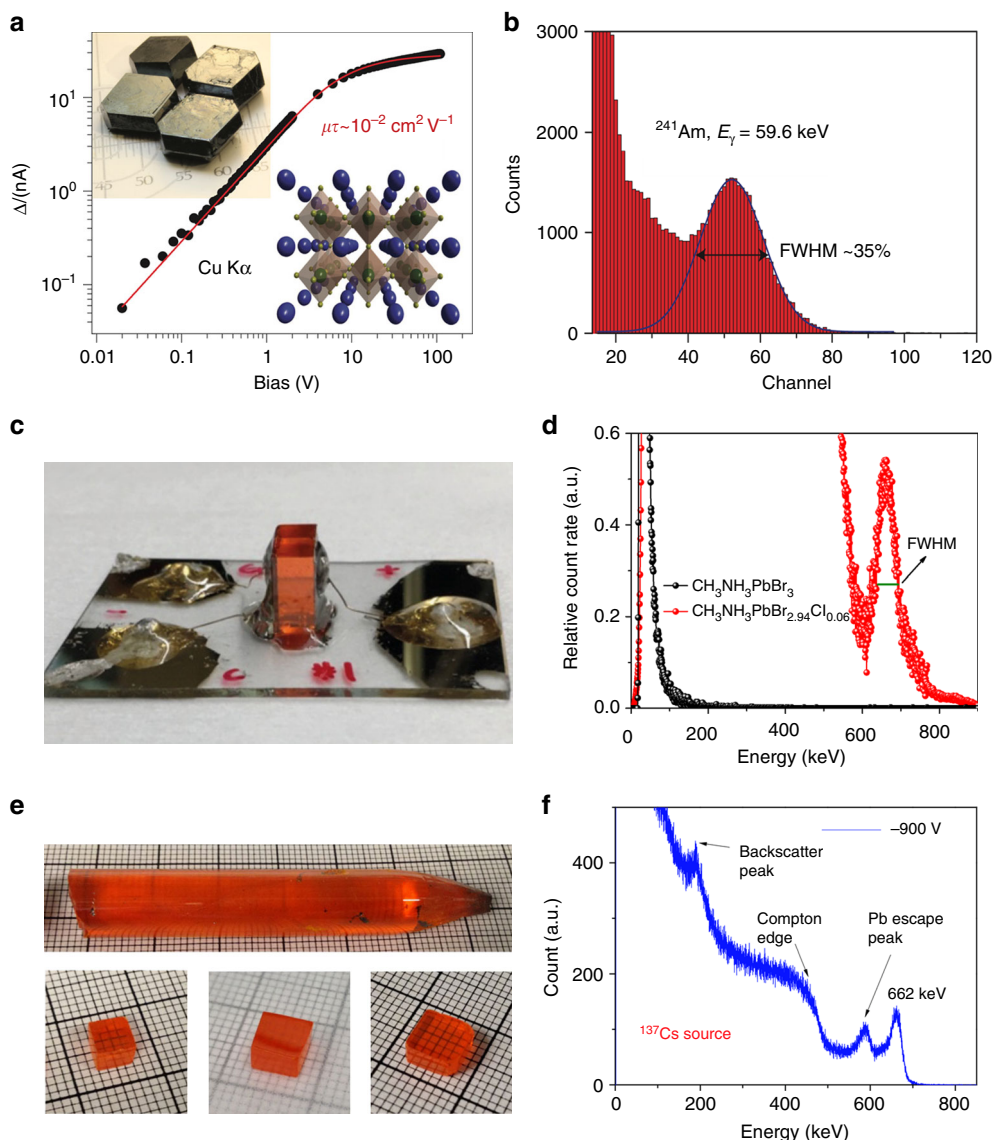 a
Δ/(nA)
10¹
10⁰
10⁻¹
45
50
55
60
μτ~10⁻² cm² V⁻¹
Cu Kα
0.01
0.1
1
10
100
Bias (V)
b
Counts
3000
2000
1000
0
²⁴¹Am, Eγ = 59.6 keV
FWHM ~35%
20
40
60
80
100
120
Channel
c
d
Relative count rate (a.u.)
0.6
0.4
0.2
0.0
FWHM
CH₃NH₃PbBr₃
CH₃NH₃PbBr₂.₉₄Cl₀.₀₆
0
200
400
600
800
Energy (keV)
e
f
Count (a.u.)
400
200
0
–900 V
Backscatter
peak
Compton
edge
Pb escape
peak
662 keV
¹³⁷Cs source
0
200
400
600
800
Energy (keV)